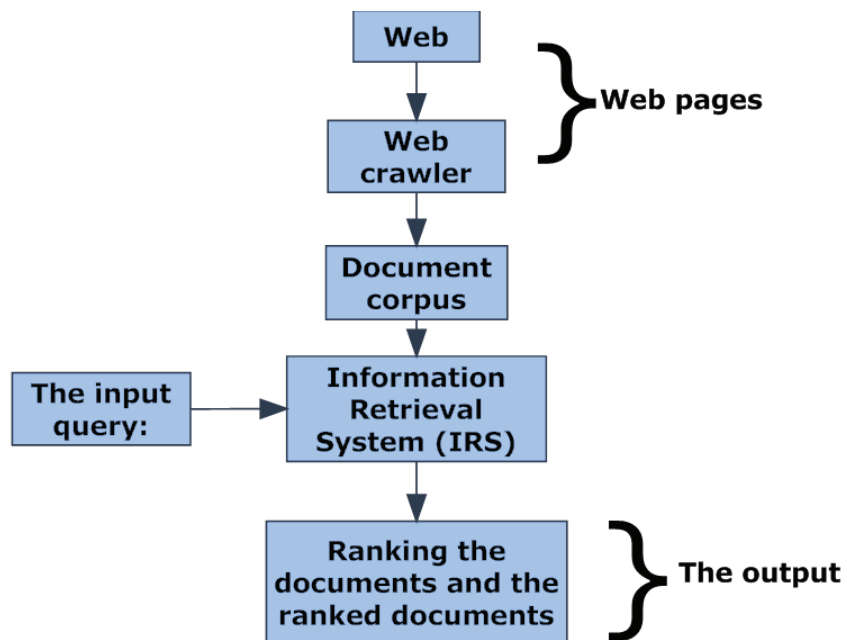 Web
Web pages
Web
crawler
Document
corpus
The input
query:
Information
Retrieval
System (IRS)
Ranking the
documents and the
ranked documents
The output